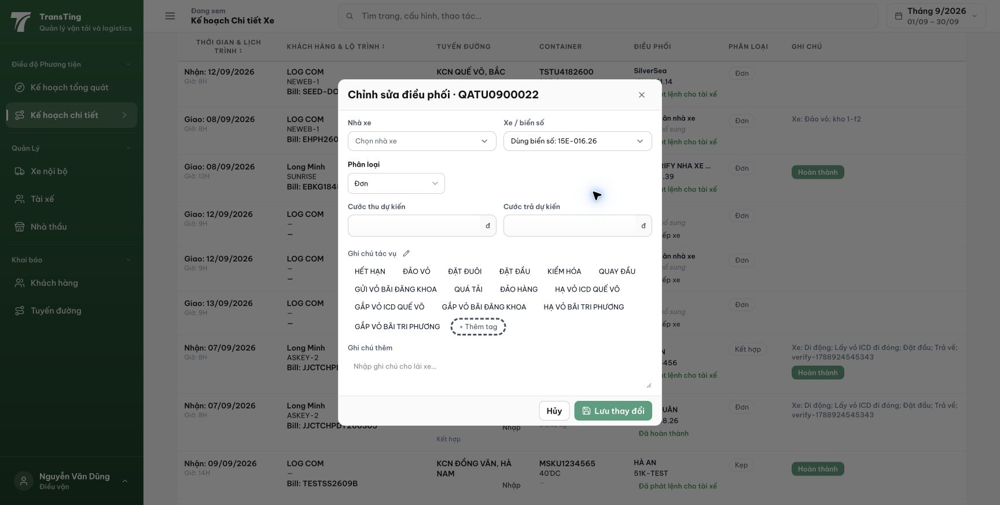 TransTing
Quản lý vận tải và logistics
Điều độ Phương tiện
Kế hoạch tổng quát
Kế hoạch chi tiết
Quản Lý
Xe nội bộ
Tài xế
Nhà thầu
Khai báo
Khách hàng
Tuyến đường
Nguyễn Văn Dũng
Điều vận
Đang xem
Kế hoạch Chi tiết Xe
Tìm trang, cấu hình, thao tác...
Tháng 9/2026
01/09 – 30/09
THỜI GIAN & LỊCH TRÌNH ↕ KHÁCH HÀNG & LỘ TRÌNH ↕ TUYẾN ĐƯỜNG CONTAINER ĐIỀU PHỐI PHÂN LOẠI GHI CHÚ
Nhận: 12/09/2026 LOG COM KCN QUẾ VÕ, BẮC TSTU4182600 SilverSea Đơn
Giờ: 8H NEWEB-1 1.14
Bill: SEED-DO t lệnh cho tài xế
Giao: 08/09/2026 LOG COM ân nhà xe Đơn Xe: Đảo vỏ; kho 1-f2
Giờ: 8H NEWEB-1 bổ sung
Bill: EHPH260 t lệnh cho tài xế
Giao: 08/09/2026 Long Minh RIFY NHA XE ... Đơn Hoàn thành
Giờ: 13H SUNRISE .39
Bill: EBKG184 t lệnh cho tài xế
Giao: 12/09/2026 LOG COM Đơn
Giờ: 9H – bổ sung
– ếp xe
Giao: 12/09/2026 LOG COM ân nhà xe Đơn
Giờ: 9H – bổ sung
– ếp xe
Giao: 13/09/2026 LOG COM Đơn
Giờ: 9H – bổ sung
– ếp xe
Nhận: 07/09/2026 Long Minh N Kết hợp Xe: Di động; Lấy vỏ ICD đi đóng; Đặt đầu; Trả về;
Giờ: 8H ASKEY-2 3456 verify-1788924545343
Bill: JJCTCHPD t lệnh cho tài xế Hoàn thành
Nhận: 07/09/2026 Long Minh UÂN Đơn Xe: Di động; Lấy vỏ ICD đi đóng; Đặt đầu; Trả về;
Giờ: 8H ASKEY-2 8.26 verify-1788924545343
Bill: JJCTCHPDY260305 Nhập Đã hoàn thành
Kết hợp
Nhận: 09/09/2026 LOG COM KCN ĐỒNG VĂN, HÀ NAM MSKU1234565 HÀ AN Kẹp Hoàn thành
Giờ: 14H – 40'DC 51K-TEST
Bill: TESTSS2609B Nhập – Đã phát lệnh cho tài xế
Chỉnh sửa điều phối · QATU0900022
Nhà xe Xe / biển số
Chọn nhà xe Dùng biển số: 15E-016.26
Phân loại
Đơn
Cước thu dự kiến Cước trả dự kiến
đ đ
Ghi chú tác vụ
HẾT HẠN ĐẢO VỎ ĐẶT ĐUÔI ĐẶT ĐẦU KIỂM HÓA QUAY ĐẦU
GỬI VỎ BÃI ĐĂNG KHOA QUÁ TẢI ĐẢO HÀNG HẠ VỎ ICD QUẾ VÕ
GẮP VỎ ICD QUẾ VÕ GẮP VỎ BÃI ĐĂNG KHOA HẠ VỎ BÃI TRI PHƯƠNG
GẮP VỎ BÃI TRI PHƯƠNG + Thêm tag
Ghi chú thêm
Nhập ghi chú cho lái xe...
Hủy Lưu thay đổi